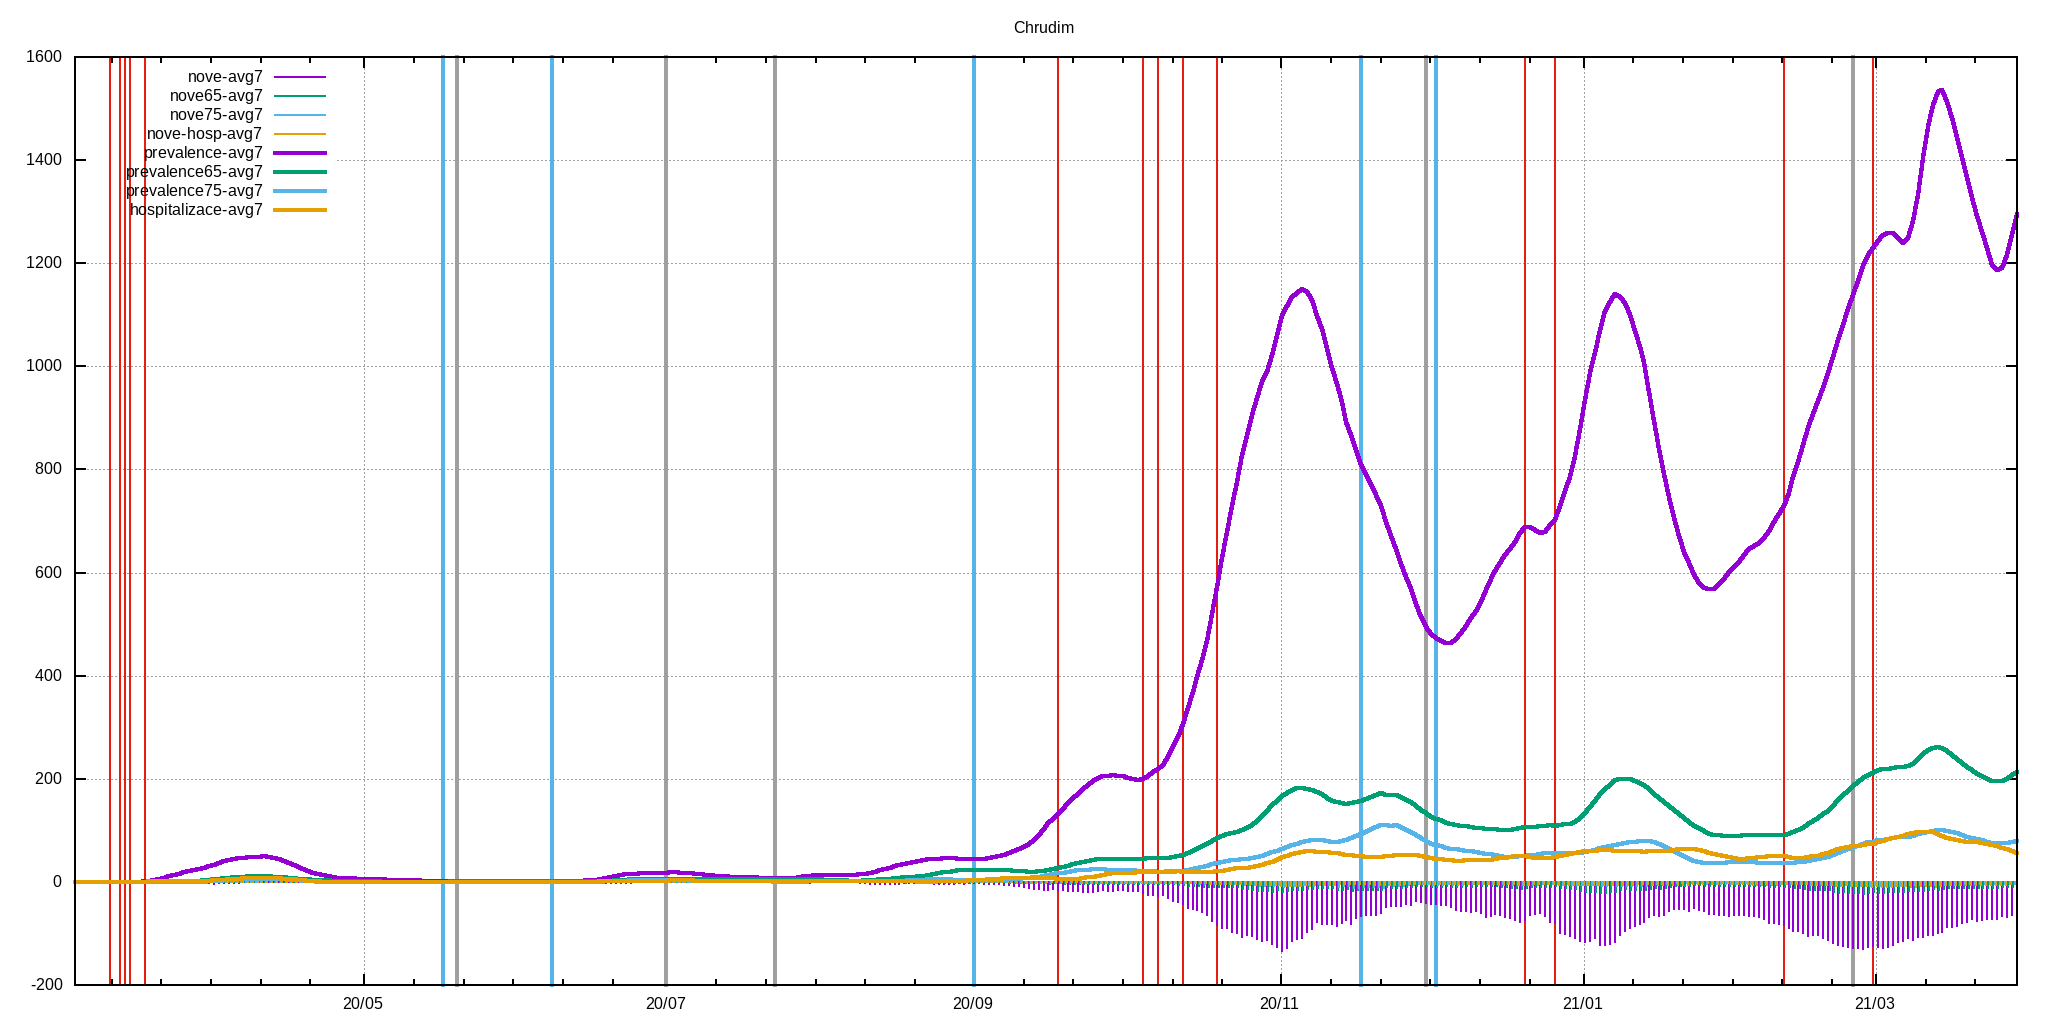 Chrudim
1600
1400
1200
1000
800
600
400
200
0
-200
nove-avg7
nove65-avg7
nove75-avg7
nove-hosp-avg7
prevalence-avg7
prevalence65-avg7
prevalence75-avg7
hospitalizace-avg7
20/05
20/07
20/09
20/11
21/01
21/03